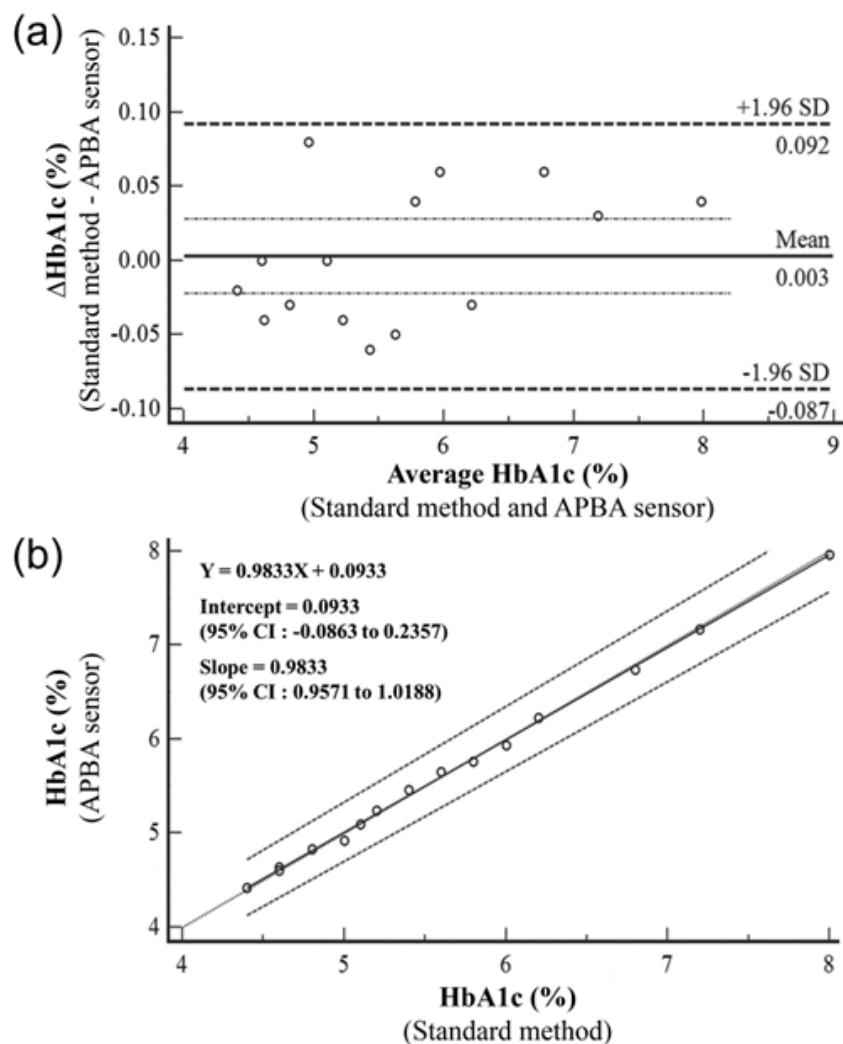 (a)
0.15
0.10
0.05
0.00
-0.05
-0.10
ΔHbA1c (%)
(Standard method - APBA sensor)
+1.96 SD
0.092
Mean
0.003
-1.96 SD
-0.087
4 5 6 7 8 9
Average HbA1c (%)
(Standard method and APBA sensor)
(b)
8
7
6
5
4
HbA1c (%)
(APBA sensor)
Y = 0.9833X + 0.0933
Intercept = 0.0933
(95% CI : -0.0863 to 0.2357)
Slope = 0.9833
(95% CI : 0.9571 to 1.0188)
4 5 6 7 8
HbA1c (%)
(Standard method)